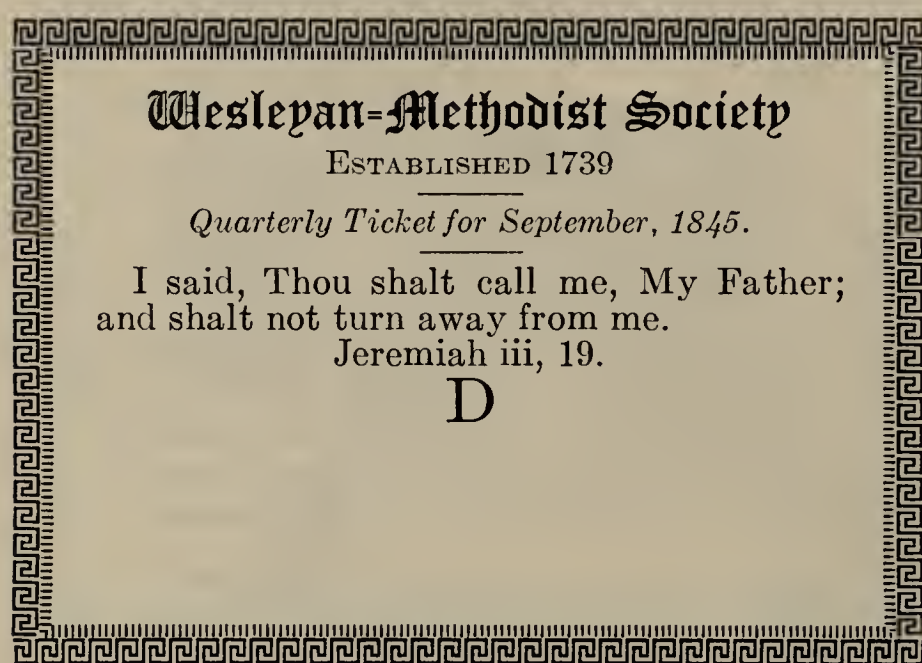 Wesleyan=Methodist Society
ESTABLISHED 1739
Quarterly Ticket for September, 1845.
I said, Thou shalt call me, My Father;
and shalt not turn away from me.
Jeremiah iii, 19.
D